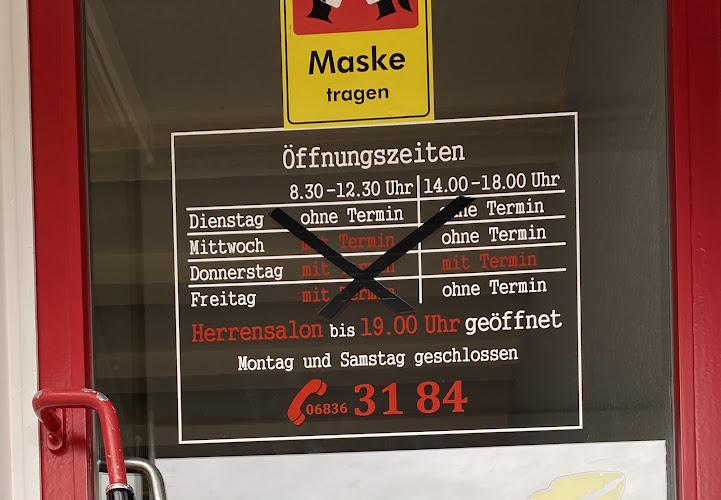 Maske
tragen
Öffnungszeiten
8.30-12.30 Uhr 14.00-18.00 Uhr
Dienstag ohne Termin ohne Termin
Mittwoch mit Termin ohne Termin
Donnerstag mit Termin mit Termin
Freitag mit Termin ohne Termin
Herrensalon bis 19.00 Uhr geöffnet
Montag und Samstag geschlossen
06836 31 84